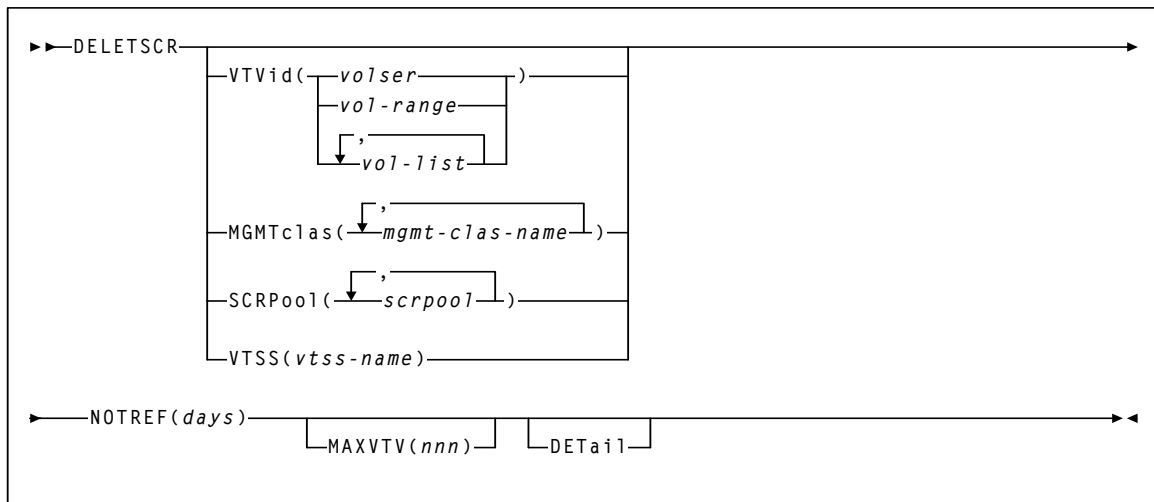 DELETSCR
VTVid( volser )
vol-range
,
vol-list
,
MGMTclas( mgmt-clas-name )
,
SCRPool( scrpool )
VTSS(vtss-name)
NOTREF(days)
MAXVTV(nnn) DETail